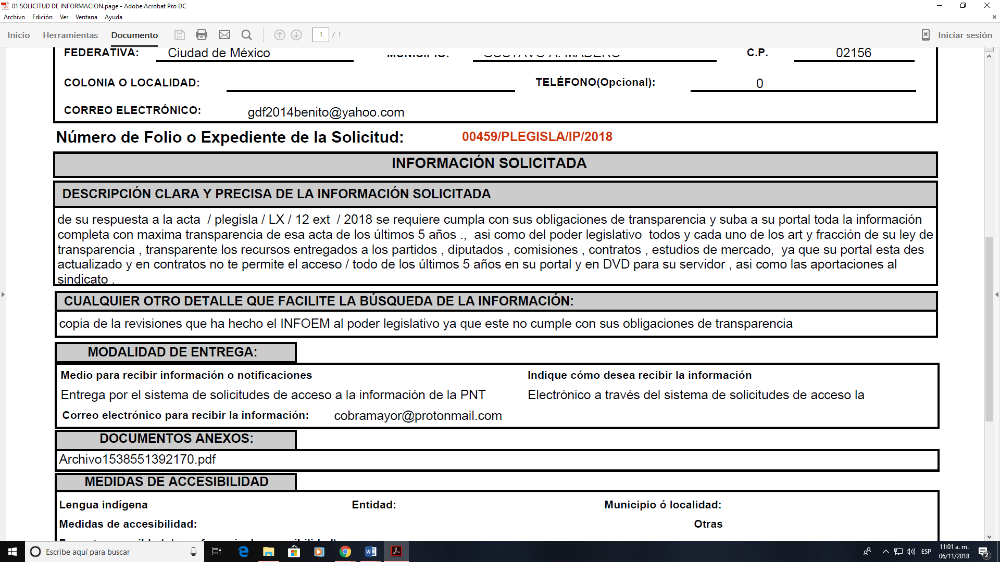 01 SOLICITUD DE INFORMACION.page - Adobe Acrobat Pro DC
Archivo Edición Ver Ventana Ayuda
Inicio Herramientas Documento 1 / 1 Iniciar sesión
FEDERATIVA: Ciudad de México MUNICIPIO: GUSTAVO A. MADERO C.P. 02156
COLONIA O LOCALIDAD: TELÉFONO(Opcional): 0
CORREO ELECTRÓNICO: gdf2014benito@yahoo.com
Número de Folio o Expediente de la Solicitud: 00459/PLEGISLA/IP/2018
INFORMACIÓN SOLICITADA
DESCRIPCIÓN CLARA Y PRECISA DE LA INFORMACIÓN SOLICITADA
de su respuesta a la acta / plegisla / LX / 12 ext / 2018 se requiere cumpla con sus obligaciones de transparencia y suba a su portal toda la información
completa con maxima transparencia de esa acta de los últimos 5 años ., asi como del poder legislativo todos y cada uno de los art y fracción de su ley de
transparencia , transparente los recursos entregados a los partidos , diputados , comisiones , contratos , estudios de mercado, ya que su portal esta des
actualizado y en contratos no te permite el acceso / todo de los últimos 5 años en su portal y en DVD para su servidor , asi como las aportaciones al
sindicato .
CUALQUIER OTRO DETALLE QUE FACILITE LA BÚSQUEDA DE LA INFORMACIÓN:
copia de la revisiones que ha hecho el INFOEM al poder legislativo ya que este no cumple con sus obligaciones de transparencia
MODALIDAD DE ENTREGA:
Medio para recibir información o notificaciones Indique cómo desea recibir la información
Entrega por el sistema de solicitudes de acceso a la información de la PNT Electrónico a través del sistema de solicitudes de acceso la
Correo electrónico para recibir la información: cobramayor@protonmail.com
DOCUMENTOS ANEXOS:
Archivo1538551392170.pdf
MEDIDAS DE ACCESIBILIDAD
Lengua indígena Entidad: Municipio ó localidad:
Medidas de accesibilidad: Otras
Escribe aquí para buscar ESP 11:01 a. m.
06/11/2018 2